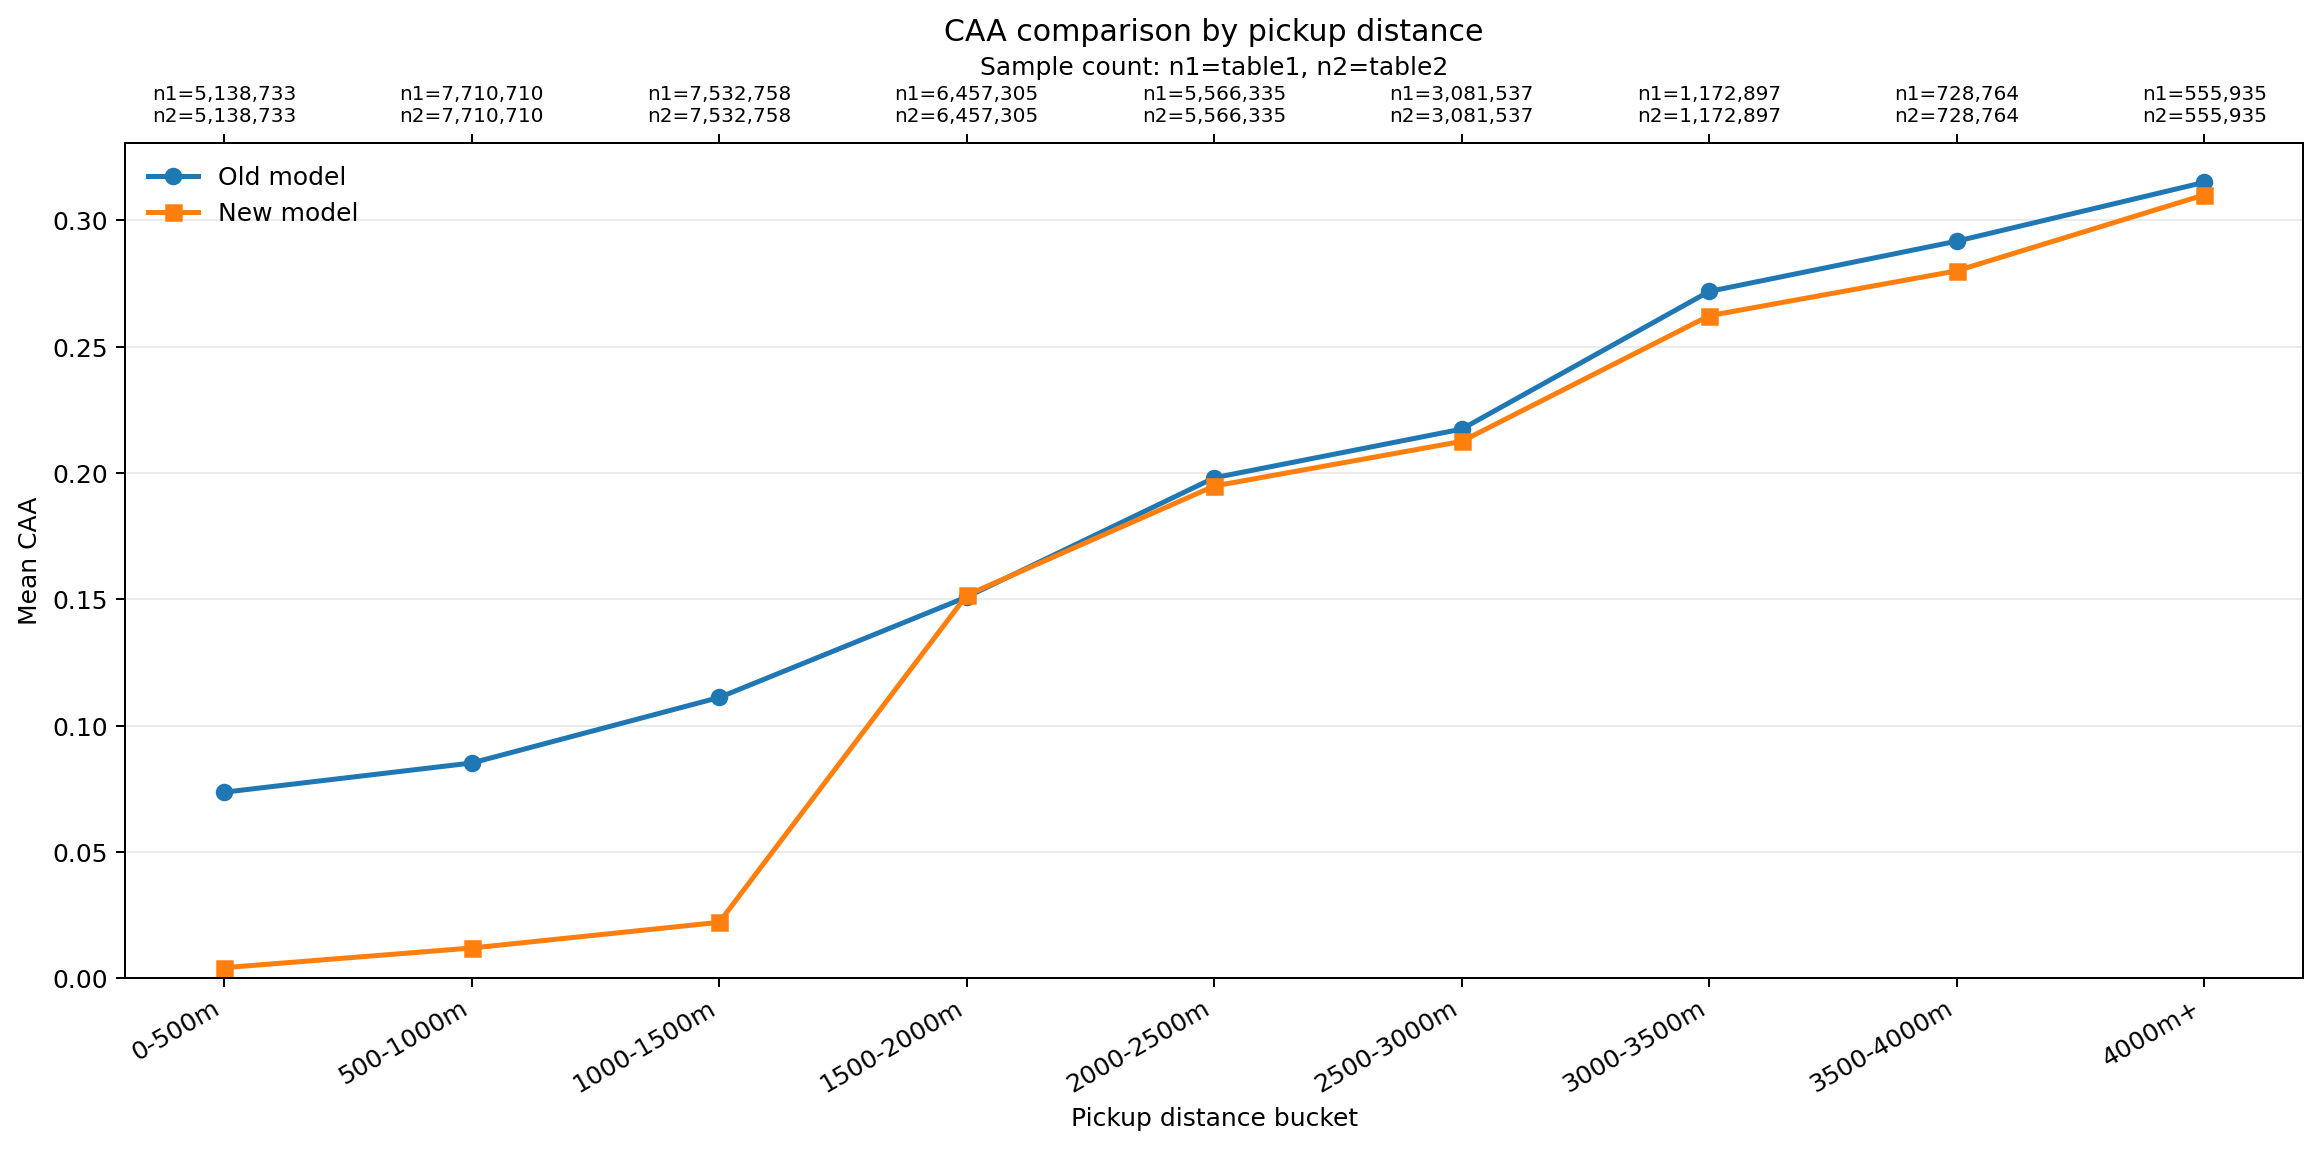 CAA comparison by pickup distance
Sample count: n1=table1, n2=table2
n1=5,138,733 n1=7,710,710 n1=7,532,758 n1=6,457,305 n1=5,566,335 n1=3,081,537 n1=1,172,897 n1=728,764 n1=555,935
n2=5,138,733 n2=7,710,710 n2=7,532,758 n2=6,457,305 n2=5,566,335 n2=3,081,537 n2=1,172,897 n2=728,764 n2=555,935
Old model
New model
0.30
0.25
0.20
0.15
0.10
0.05
0.00
Mean CAA
0-500m 500-1000m 1000-1500m 1500-2000m 2000-2500m 2500-3000m 3000-3500m 3500-4000m 4000m+
Pickup distance bucket